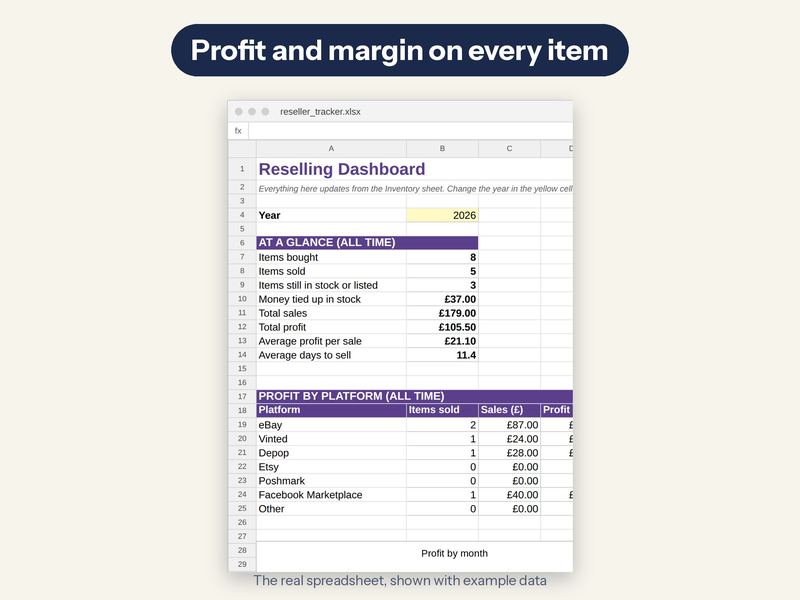 Profit and margin on every item
reseller_tracker.xlsx
fx
A B C
1 Reselling Dashboard
2 Everything here updates from the Inventory sheet. Change the year in the yellow cell
3
4 Year 2026
5
6 AT A GLANCE (ALL TIME)
7 Items bought 8
8 Items sold 5
9 Items still in stock or listed 3
10 Money tied up in stock £37.00
11 Total sales £179.00
12 Total profit £105.50
13 Average profit per sale £21.10
14 Average days to sell 11.4
15
16
17 PROFIT BY PLATFORM (ALL TIME)
18 Platform Items sold Sales (£) Profit
19 eBay 2 £87.00 £
20 Vinted 1 £24.00 £
21 Depop 1 £28.00 £
22 Etsy 0 £0.00
23 Poshmark 0 £0.00
24 Facebook Marketplace 1 £40.00 £
25 Other 0 £0.00
26
27
28 Profit by month
29
The real spreadsheet, shown with example data